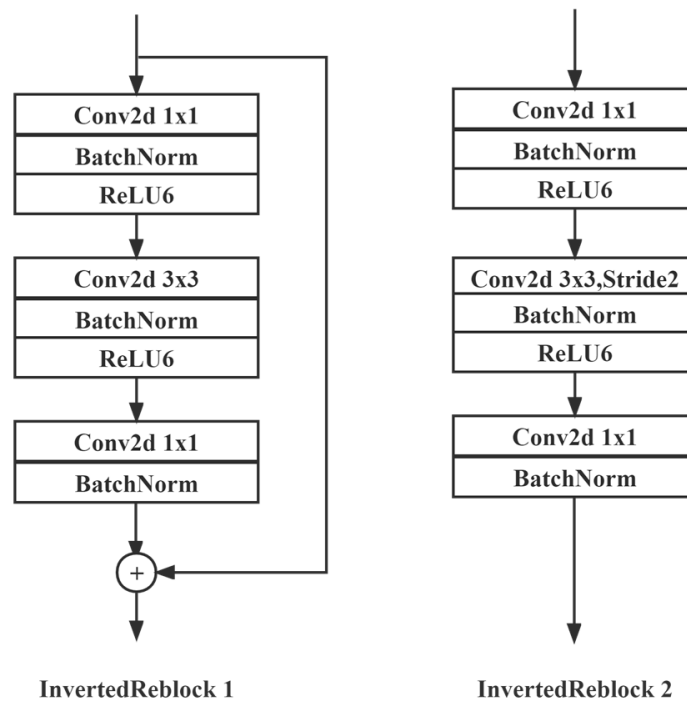 Conv2d 1x1
BatchNorm
ReLU6
Conv2d 3x3
BatchNorm
ReLU6
Conv2d 1x1
BatchNorm
+
InvertedReblock 1
Conv2d 1x1
BatchNorm
ReLU6
Conv2d 3x3,Stride2
BatchNorm
ReLU6
Conv2d 1x1
BatchNorm
InvertedReblock 2